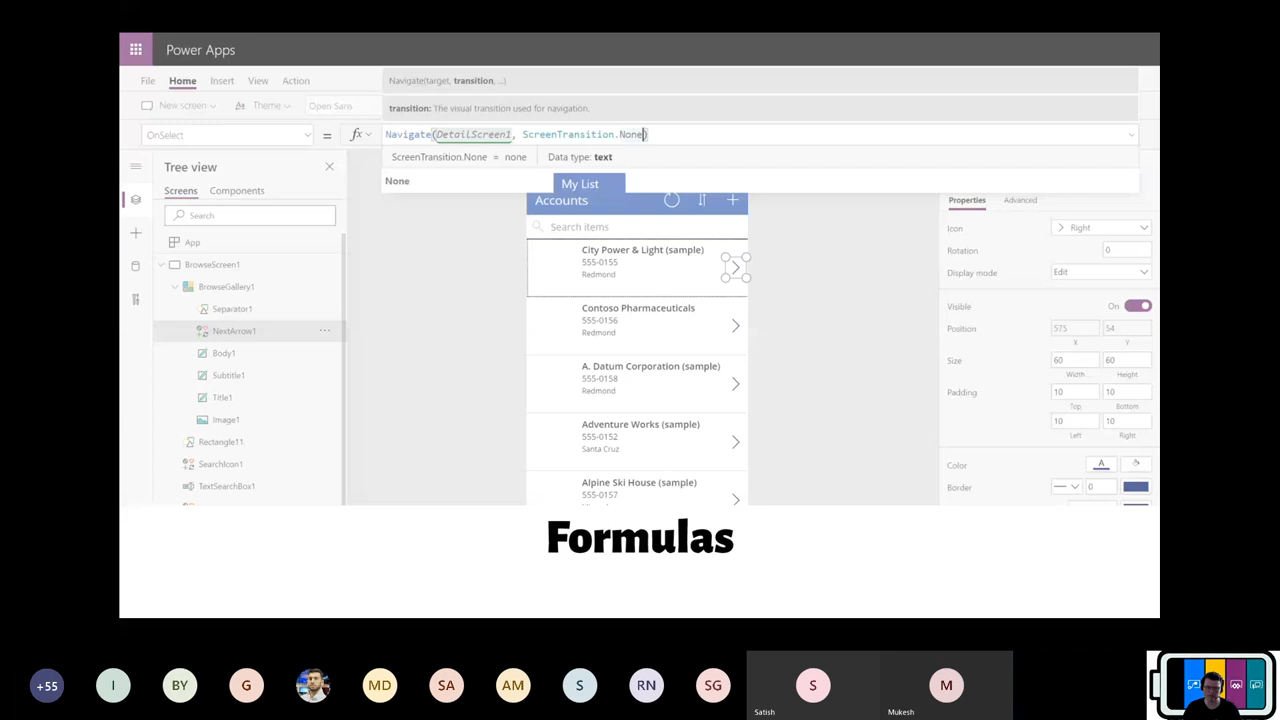 Power Apps
File Home Insert View Action
Navigate(target, transition, ...)
New screen Theme Open Sans
transition: The visual transition used for navigation.
OnSelect = fx Navigate(DetailScreen1, ScreenTransition.None)
ScreenTransition.None = none Data type: text
None
Tree view
Screens Components
Search
App
BrowseScreen1
BrowseGallery1
Separator1
NextArrow1 ...
Body1
Subtitle1
Title1
Image1
Rectangle11
SearchIcon1
TextSearchBox1
My List
Accounts
Search items
City Power & Light (sample)
555-0155
Redmond
Contoso Pharmaceuticals
555-0156
Redmond
A. Datum Corporation (sample)
555-0158
Redmond
Adventure Works (sample)
555-0152
Santa Cruz
Alpine Ski House (sample)
555-0157
Properties Advanced
Icon Right
Rotation 0
Display mode Edit
Visible On
Position 575 54
X Y
Size 60 60
Width Height
Padding 10 10
Top Bottom
10 10
Left Right
Color A
Border 0
Formulas
+55 I BY G MD SA AM S RN SG S M
Satish Mukesh